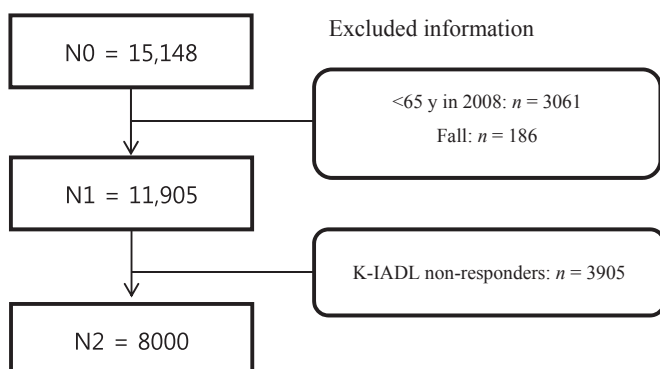 Excluded information
N0 = 15,148
<65 y in 2008: n = 3061
Fall: n = 186
N1 = 11,905
K-IADL non-responders: n = 3905
N2 = 8000